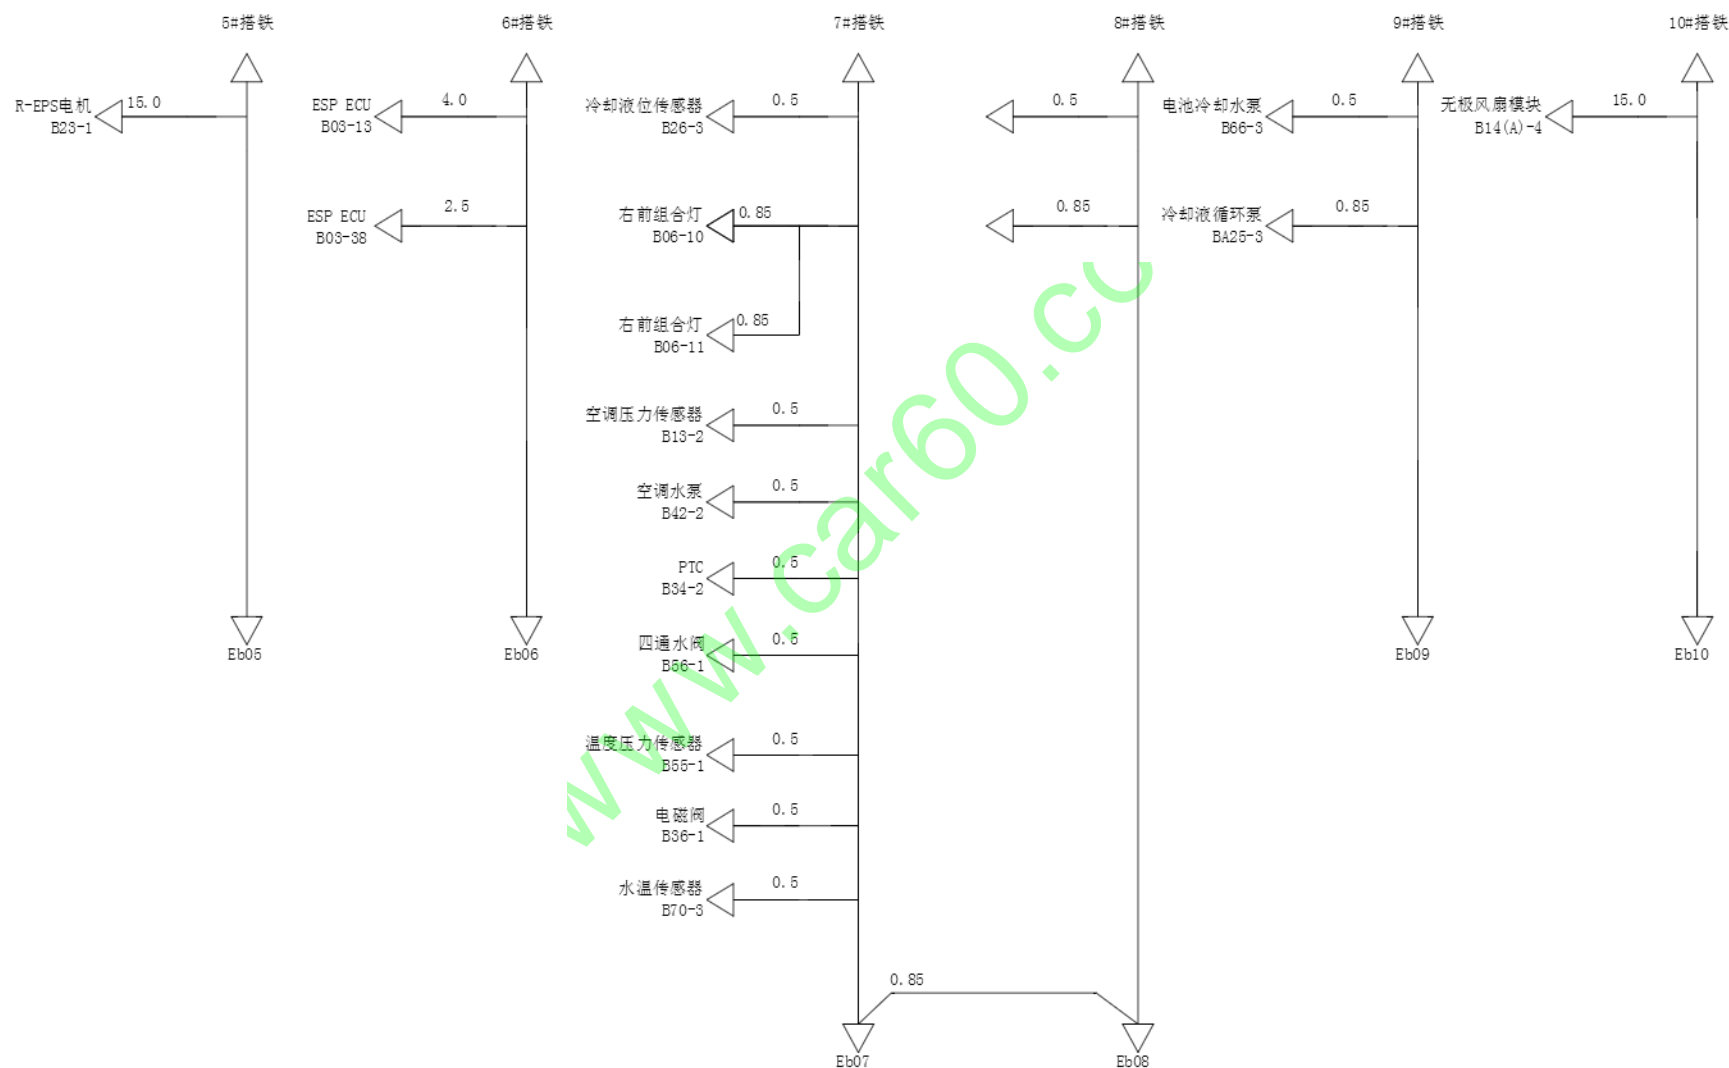 5#搭铁
6#搭铁
7#搭铁
8#搭铁
9#搭铁
10#搭铁
R-EPS电机
B23-1
15.0
ESP ECU
B03-13
4.0
冷却液位传感器
B26-3
0.5
0.5
电池冷却水泵
B66-3
0.5
无极风扇模块
B14(A)-4
15.0
ESP ECU
B03-38
2.5
右前组合灯
B06-10
0.85
0.85
冷却液循环泵
BA25-3
0.85
右前组合灯
B06-11
0.85
空调压力传感器
B13-2
0.5
空调水泵
B42-2
0.5
PTC
B34-2
0.5
四通水阀
B56-1
0.5
Eb05
Eb06
Eb09
Eb10
温度压力传感器
B55-1
0.5
电磁阀
B36-1
0.5
水温传感器
B70-3
0.5
0.85
Eb07
Eb08
www.car60.co